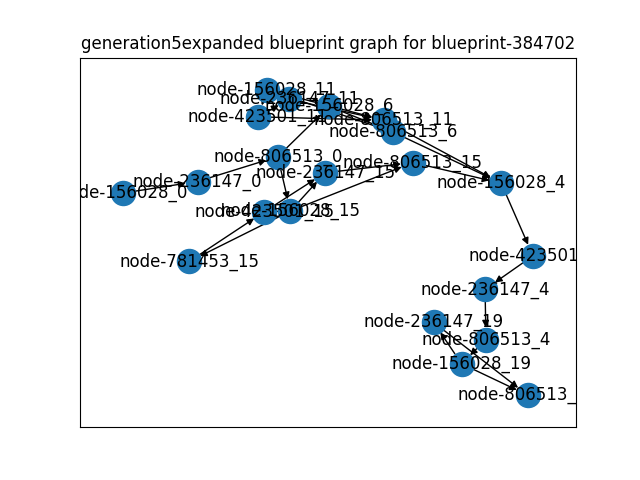 generation5expanded blueprint graph for blueprint-384702
node-156028_11
node-236147_11
node-156028_6
node-423501_11
node-806513_11
node-806513_6
node-806513_0
node-806513_15
node-236147_15
node-236147_0
node-156028_4
de-156028_0
node-423501_15
node-156028_15
node-423501
node-781453_15
node-236147_4
node-236147_19
node-806513_4
node-156028_19
node-806513_